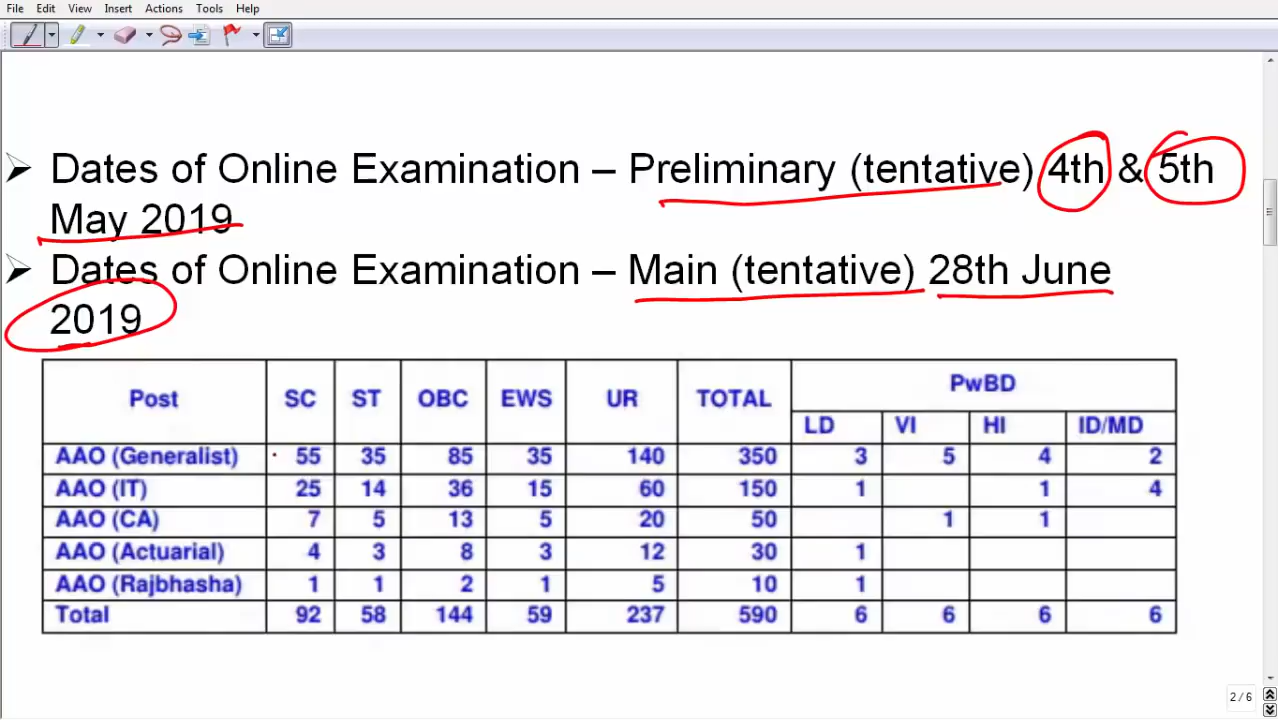 File Edit View Insert Actions Tools Help
Dates of Online Examination – Preliminary (tentative) 4th & 5th
May 2019
Dates of Online Examination – Main (tentative) 28th June
2019
Post SC ST OBC EWS UR TOTAL PwBD
LD VI HI ID/MD
AAO (Generalist) 55 35 85 35 140 350 3 5 4 2
AAO (IT) 25 14 36 15 60 150 1 1 4
AAO (CA) 7 5 13 5 20 50 1 1
AAO (Actuarial) 4 3 8 3 12 30 1
AAO (Rajbhasha) 1 1 2 1 5 10 1
Total 92 58 144 59 237 590 6 6 6 6
2 / 6